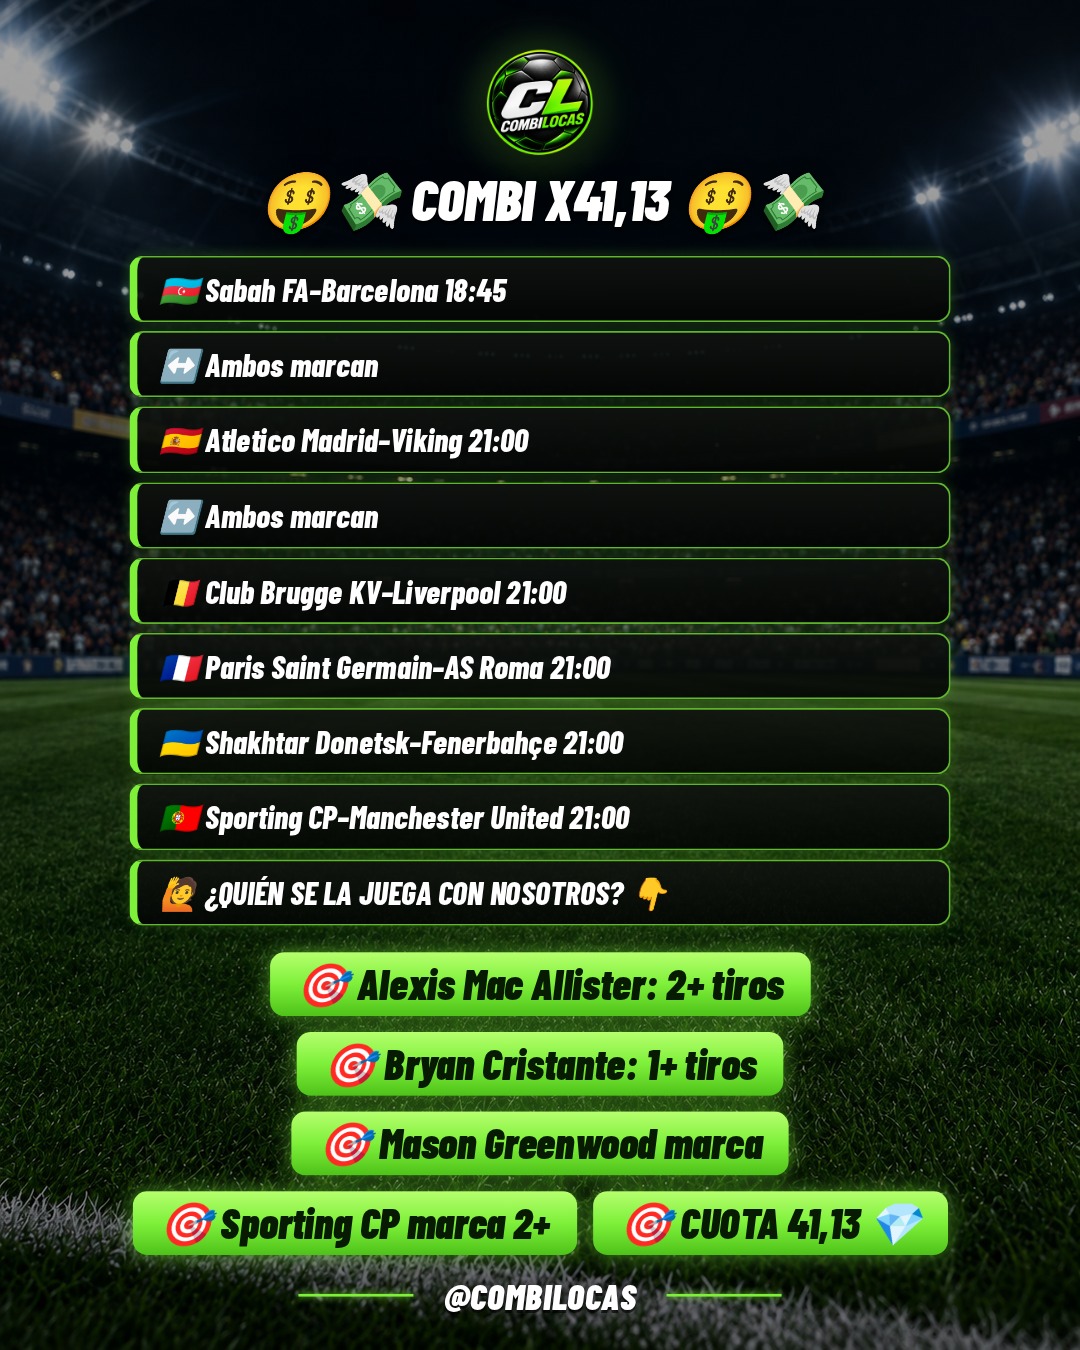 CL
COMBILOCAS
🤑💸 COMBI X41,13 🤑💸
🇦🇿 Sabah FA-Barcelona 18:45
↔️ Ambos marcan
🇪🇸 Atletico Madrid-Viking 21:00
↔️ Ambos marcan
🇧🇪 Club Brugge KV-Liverpool 21:00
🇫🇷 Paris Saint Germain-AS Roma 21:00
🇺🇦 Shakhtar Donetsk-Fenerbahçe 21:00
🇵🇹 Sporting CP-Manchester United 21:00
🙋 ¿QUIÉN SE LA JUEGA CON NOSOTROS? 👇
🎯 Alexis Mac Allister: 2+ tiros
🎯 Bryan Cristante: 1+ tiros
🎯 Mason Greenwood marca
🎯 Sporting CP marca 2+
🎯 CUOTA 41,13 💎
@COMBILOCAS